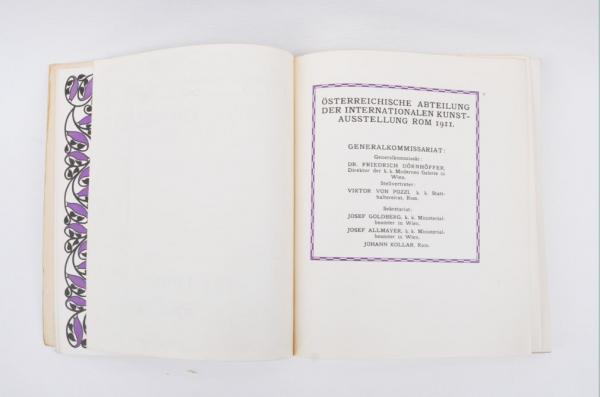 ÖSTERREICHISCHE ABTEILUNG
DER INTERNATIONALEN KUNST-
AUSSTELLUNG ROM 1911.
GENERALKOMMISSARIAT:
Generalkommissär:
DR. FRIEDRICH DÖRNHÖFFER,
Direktor der k. k. Modernen Galerie in
Wien.
Stellvertreter:
VIKTOR VON POZZI, k. k. Statt-
haltereirat, Rom.
Sekretariat:
JOSEF GOLDBERG, k. k. Ministerial-
beamter in Wien.
JOSEF ALLMAYER, k. k. Ministerial-
beamter in Wien.
JOHANN KOLLAR, Rom.